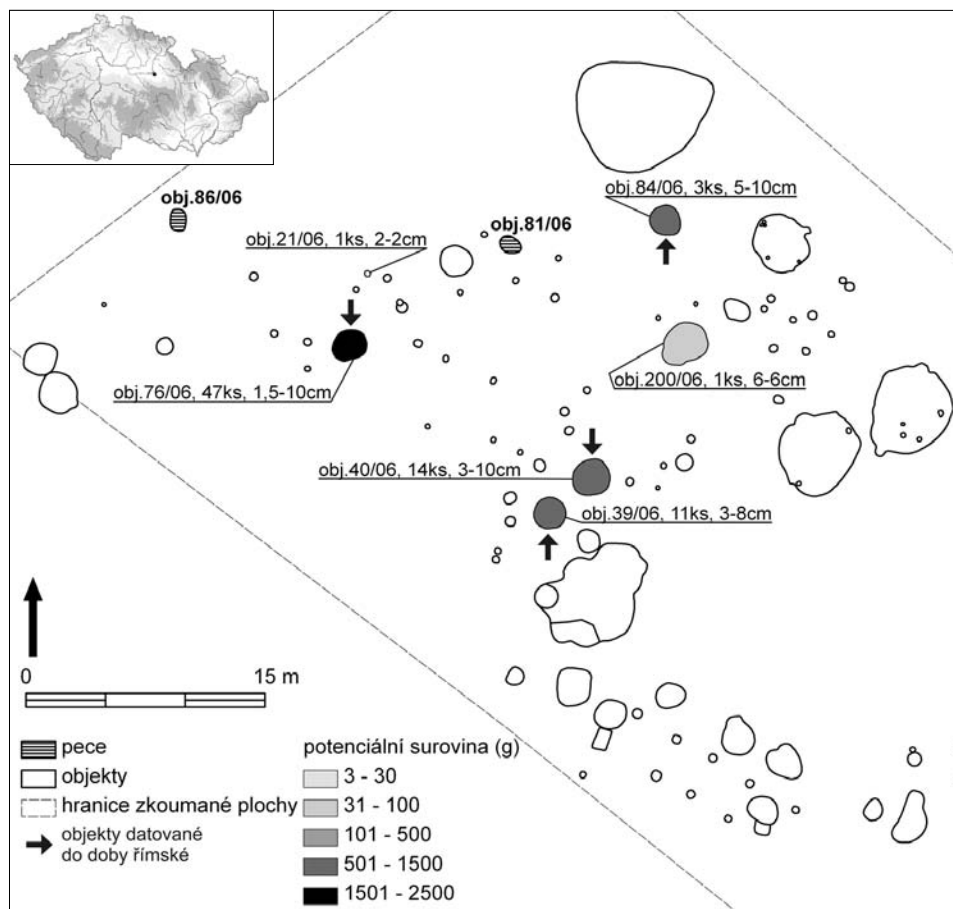 obj.86/06
obj.81/06
obj.84/06, 3ks, 5-10cm
obj.21/06, 1ks, 2-2cm
obj.76/06, 47ks, 1,5-10cm
obj.200/06, 1ks, 6-6cm
obj.40/06, 14ks, 3-10cm
obj.39/06, 11ks, 3-8cm
0 15 m
pece
objekty
hranice zkoumané plochy
objekty datované
do doby římské
potenciální surovina (g)
3 - 30
31 - 100
101 - 500
501 - 1500
1501 - 2500